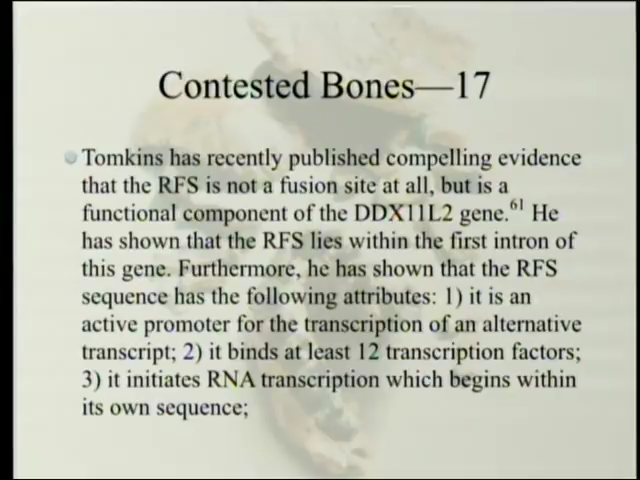 Contested Bones—17
Tomkins has recently published compelling evidence
that the RFS is not a fusion site at all, but is a
functional component of the DDX11L2 gene.61 He
has shown that the RFS lies within the first intron of
this gene. Furthermore, he has shown that the RFS
sequence has the following attributes: 1) it is an
active promoter for the transcription of an alternative
transcript; 2) it binds at least 12 transcription factors;
3) it initiates RNA transcription which begins within
its own sequence;